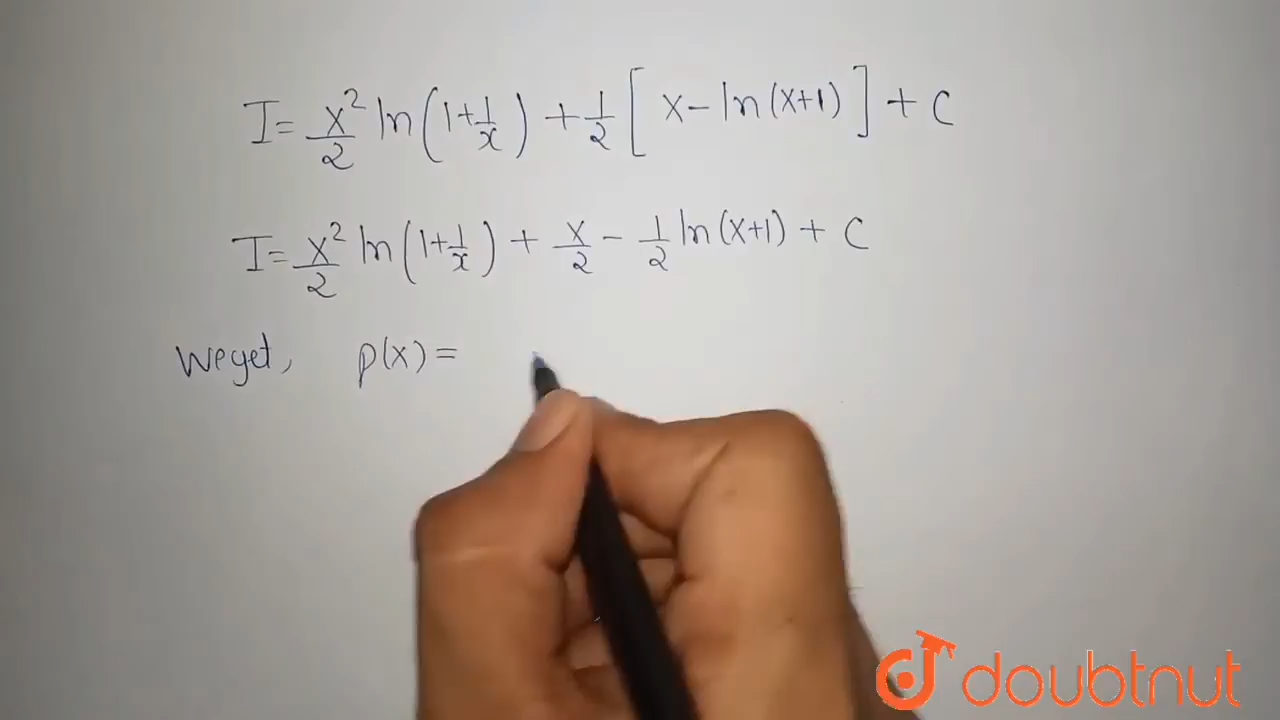 I = x²/2 ln(1+1/x) + 1/2 [x - ln(x+1)] + C
I = x²/2 ln(1+1/x) + x/2 - 1/2 ln(x+1) + C
We get, p(x) =
doubtnut